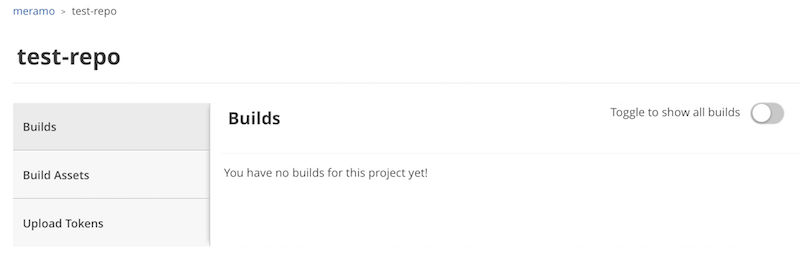 meramo > test-repo
test-repo
Builds
Build Assets
Upload Tokens
Builds
Toggle to show all builds
You have no builds for this project yet!